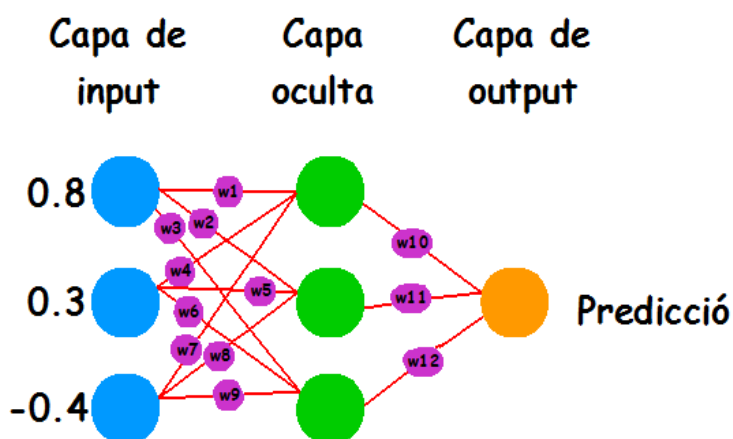 Capa de
input
Capa
oculta
Capa de
output
0.8
0.3
-0.4
w1
w2
w3
w4
w5
w6
w7
w8
w9
w10
w11
w12
Predicció